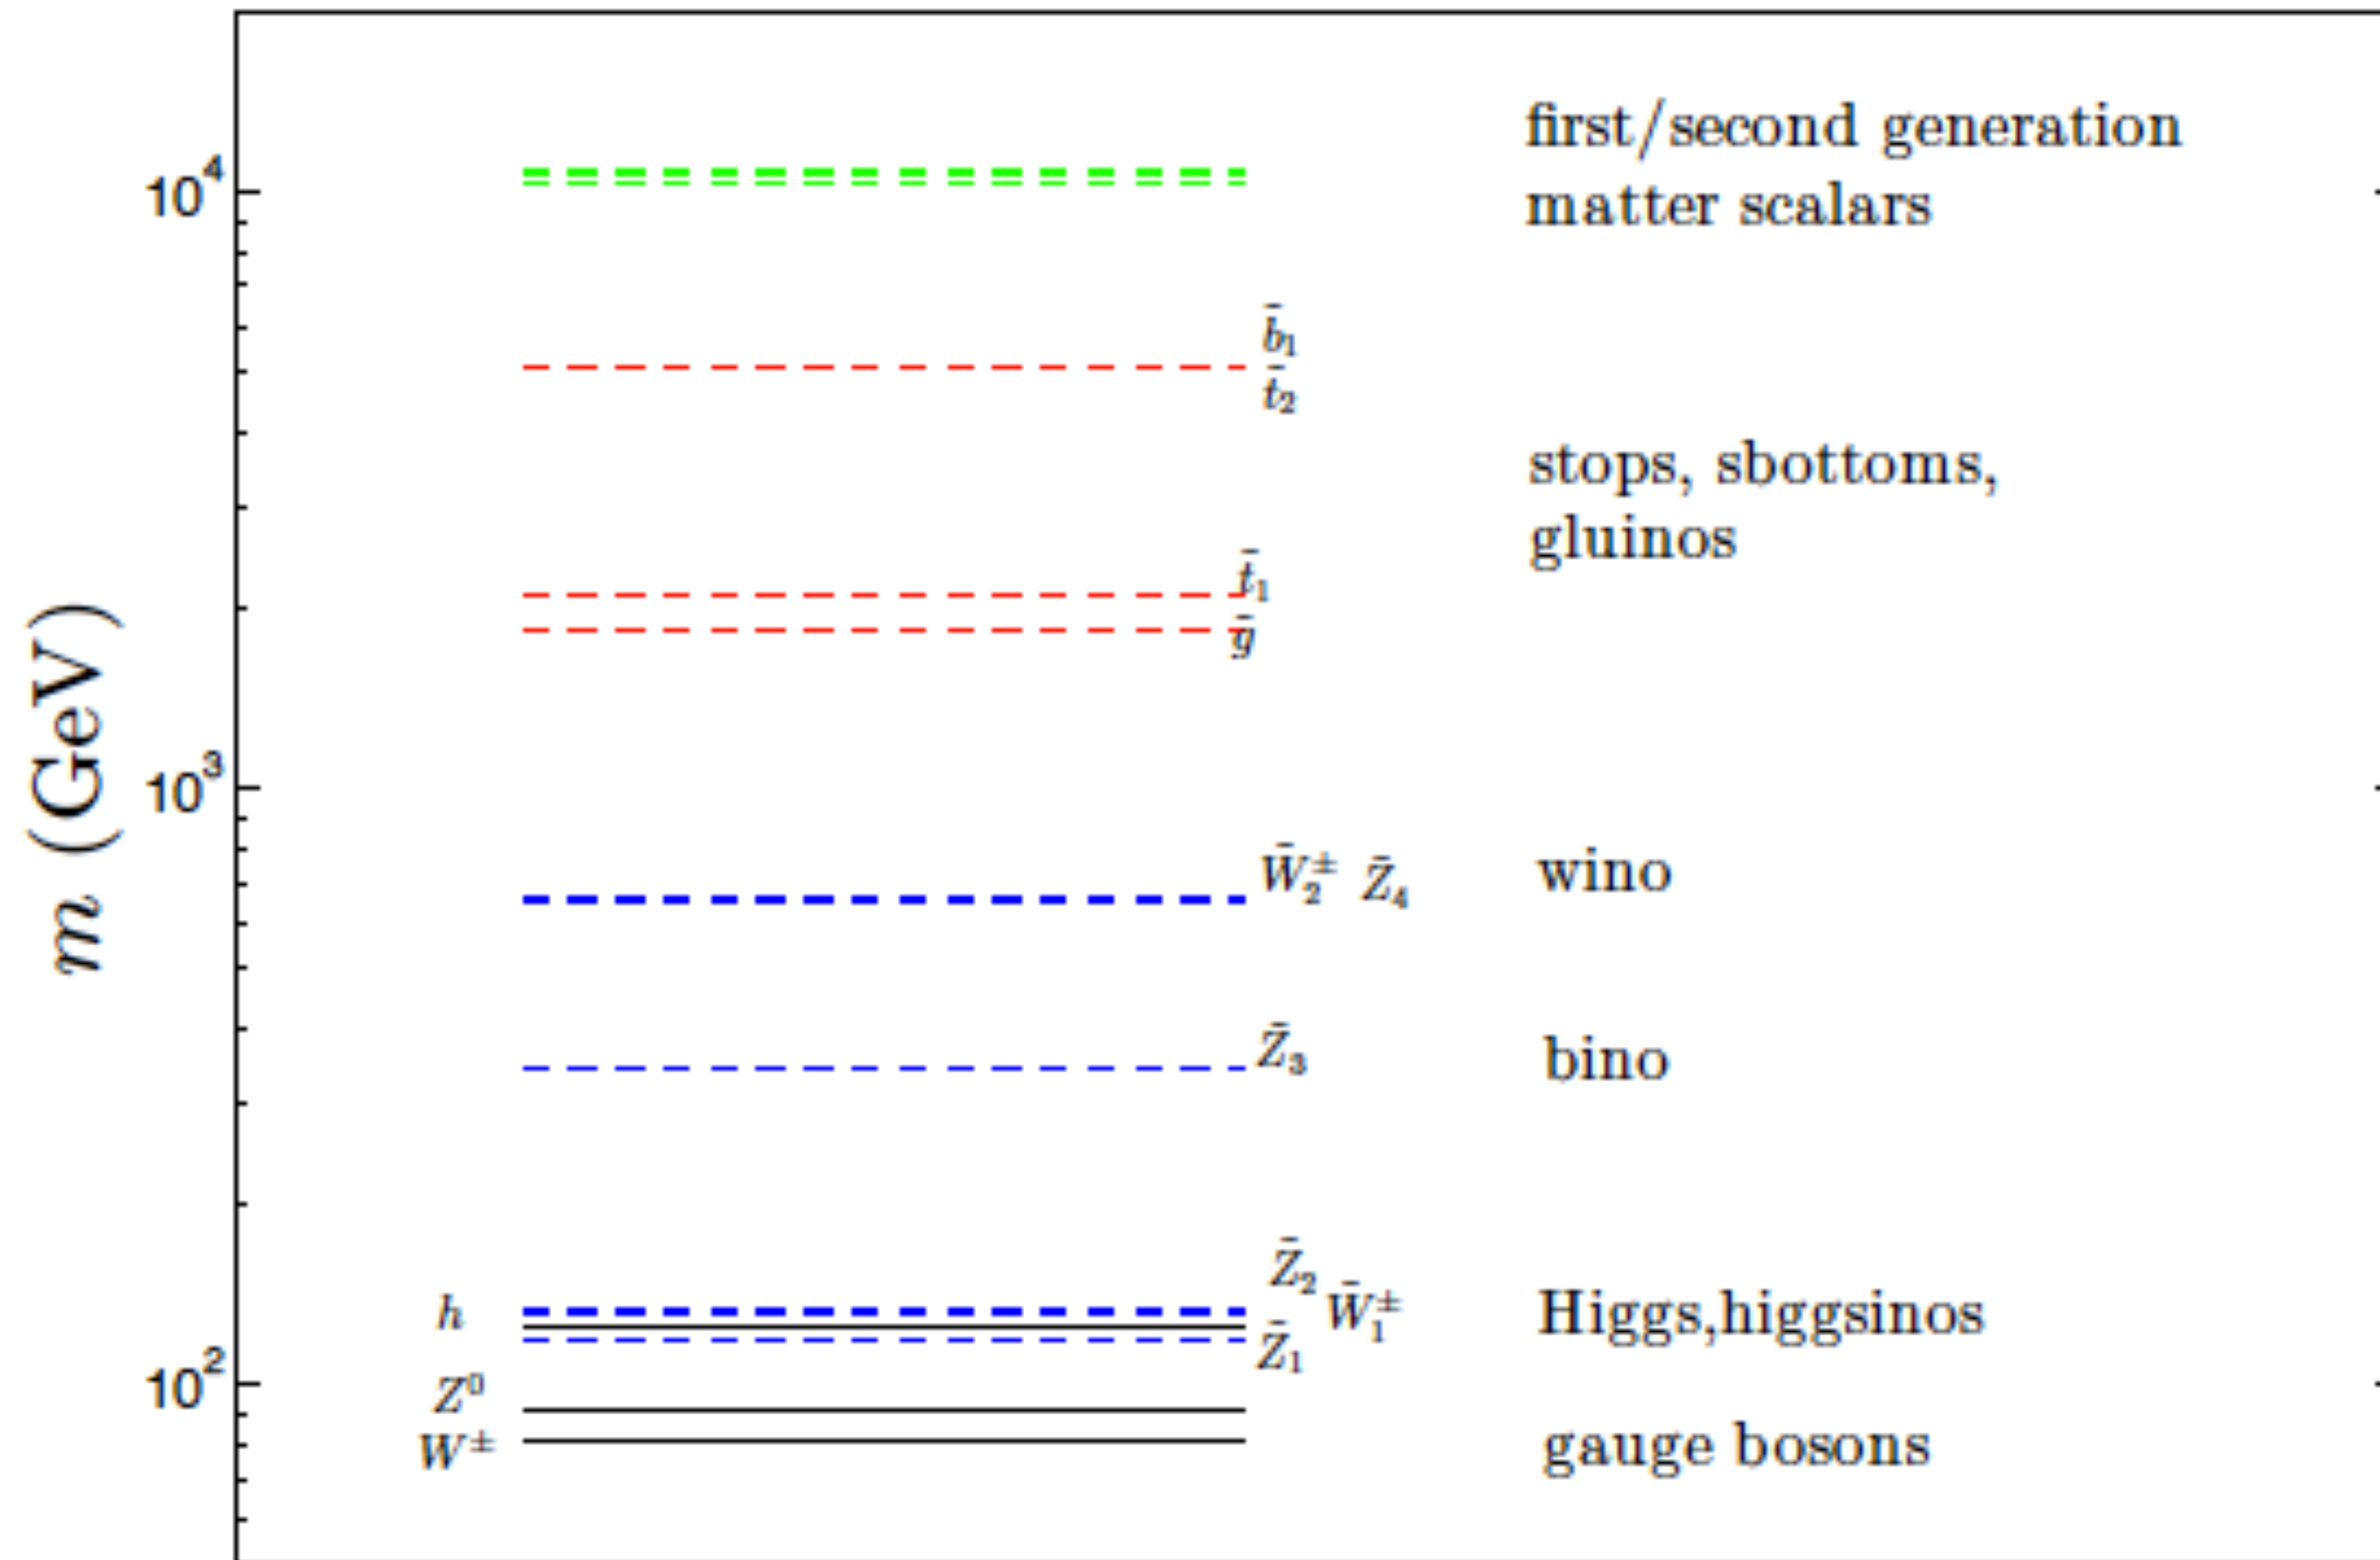 first/second generation
10⁴
matter scalars
b̃₁
t̃₂
stops, sbottoms,
gluinos
t̃₁
g̃
m (GeV)
10³
W̃₂± Z̃₄ wino
Z̃₃ bino
Z̃₂
h W̃₁± Higgs,higgsinos
Z̃₁
10²
Z⁰
W± gauge bosons